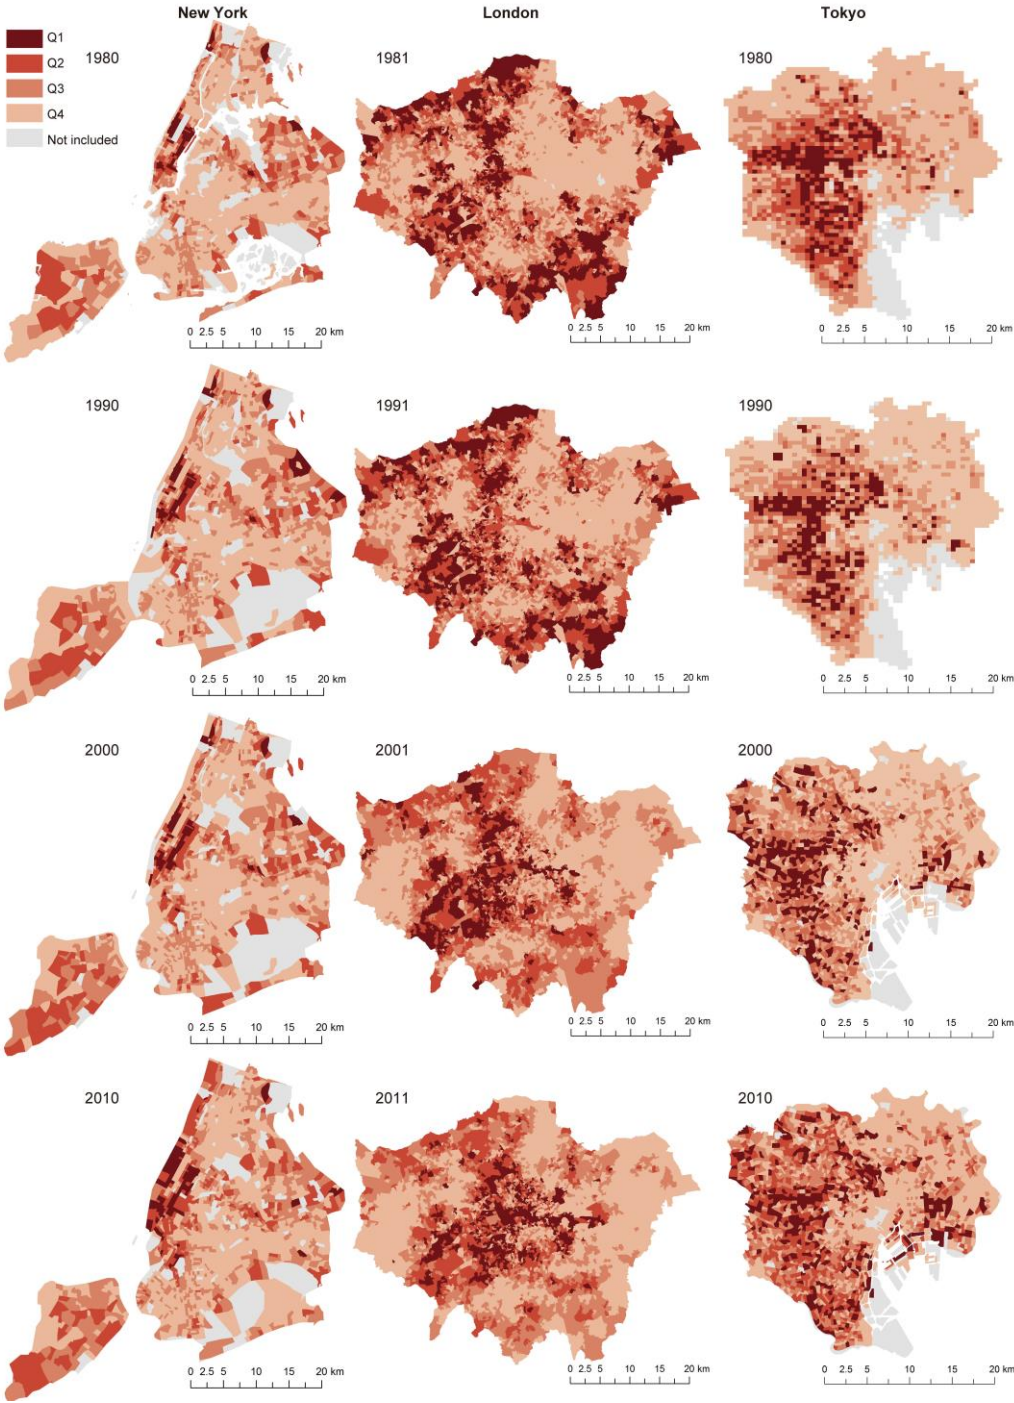 New York London Tokyo
Q1
Q2
Q3
Q4
Not included
1980 1981 1980
0 2.5 5 10 15 20 km 0 2.5 5 10 15 20 km 0 2.5 5 10 15 20 km
1990 1991 1990
0 2.5 5 10 15 20 km 0 2.5 5 10 15 20 km 0 2.5 5 10 15 20 km
2000 2001 2000
0 2.5 5 10 15 20 km 0 2.5 5 10 15 20 km 0 2.5 5 10 15 20 km
2010 2011 2010
0 2.5 5 10 15 20 km 0 2.5 5 10 15 20 km 0 2.5 5 10 15 20 km